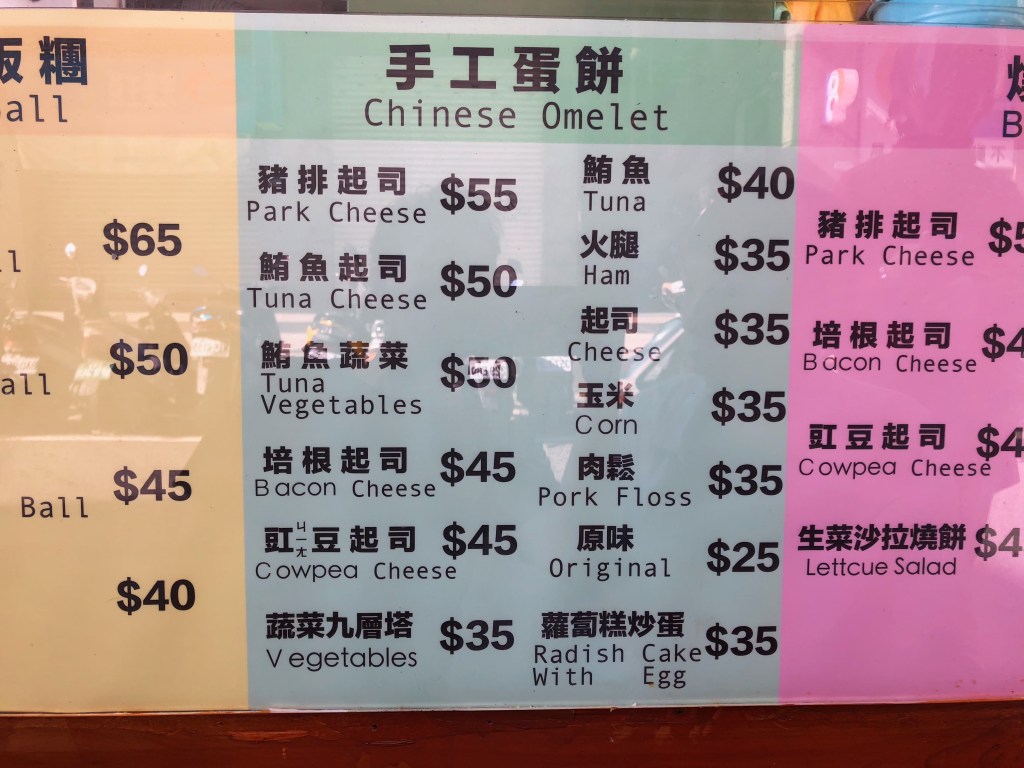 飯糰
Ball
$65
$50
all
$45
Ball
$40
手工蛋餅
Chinese Omelet
豬排起司 $55
Park Cheese
鮪魚起司 $50
Tuna Cheese
鮪魚蔬菜 $50
Tuna
Vegetables
培根起司 $45
Bacon Cheese
豇ㄐㄧㄤ豆起司 $45
Cowpea Cheese
蔬菜九層塔 $35
Vegetables
鮪魚 $40
Tuna
火腿 $35
Ham
起司 $35
Cheese
玉米 $35
Corn
肉鬆 $35
Pork Floss
原味 $25
Original
蘿蔔糕炒蛋 $35
Radish Cake
With Egg
B
豬排起司 $5
Park Cheese
培根起司 $4
Bacon Cheese
豇豆起司 $4
Cowpea Cheese
生菜沙拉燒餅 $4
Lettcue Salad